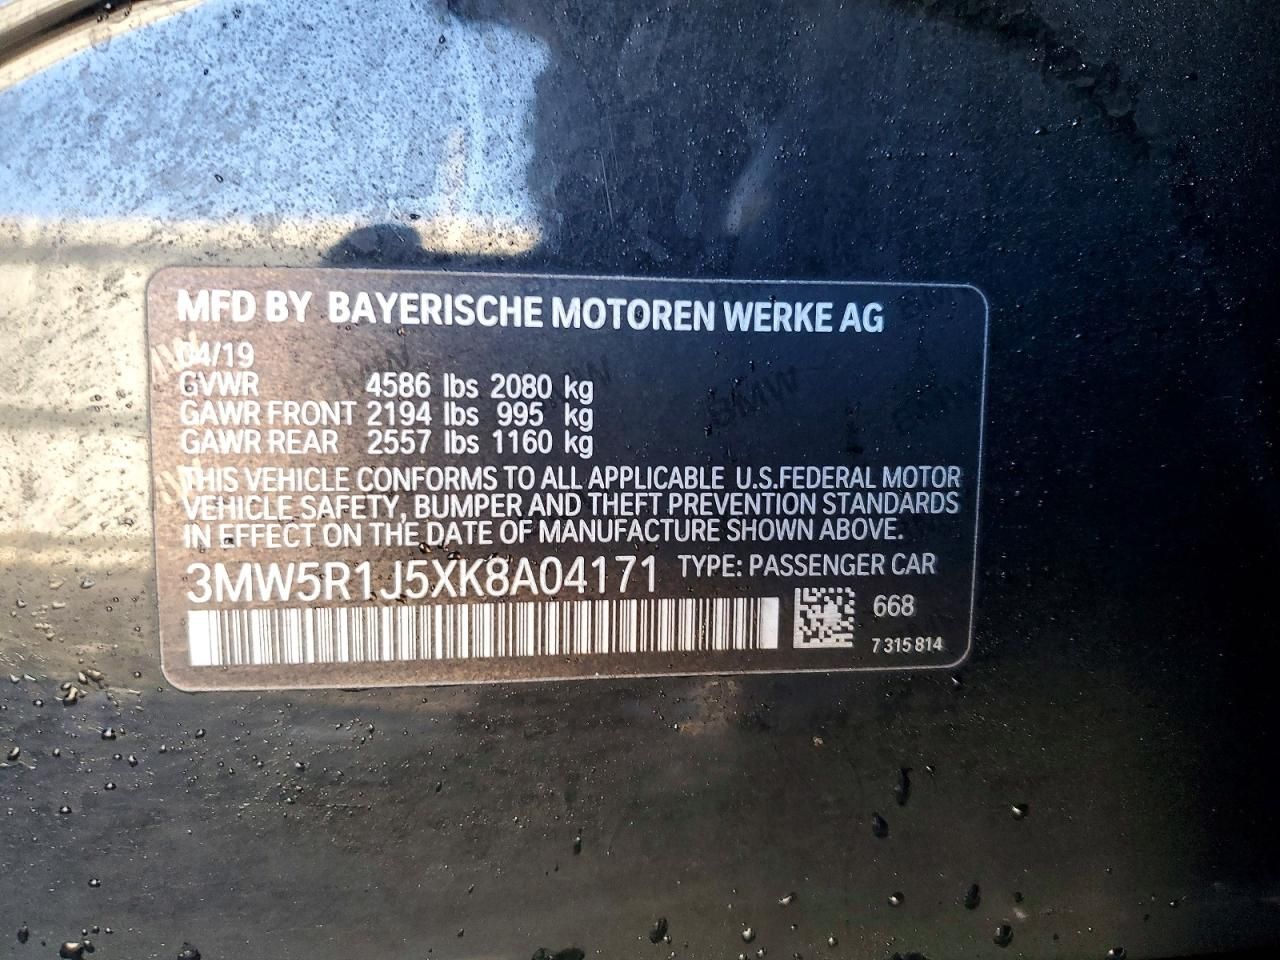 MFD BY BAYERISCHE MOTOREN WERKE AG
04/19
GVWR 4586 lbs 2080 kg
GAWR FRONT 2194 lbs 995 kg
GAWR REAR 2557 lbs 1160 kg
THIS VEHICLE CONFORMS TO ALL APPLICABLE U.S.FEDERAL MOTOR
VEHICLE SAFETY, BUMPER AND THEFT PREVENTION STANDARDS
IN EFFECT ON THE DATE OF MANUFACTURE SHOWN ABOVE.
3MW5R1J5XK8A04171 TYPE: PASSENGER CAR
668
7 315 814